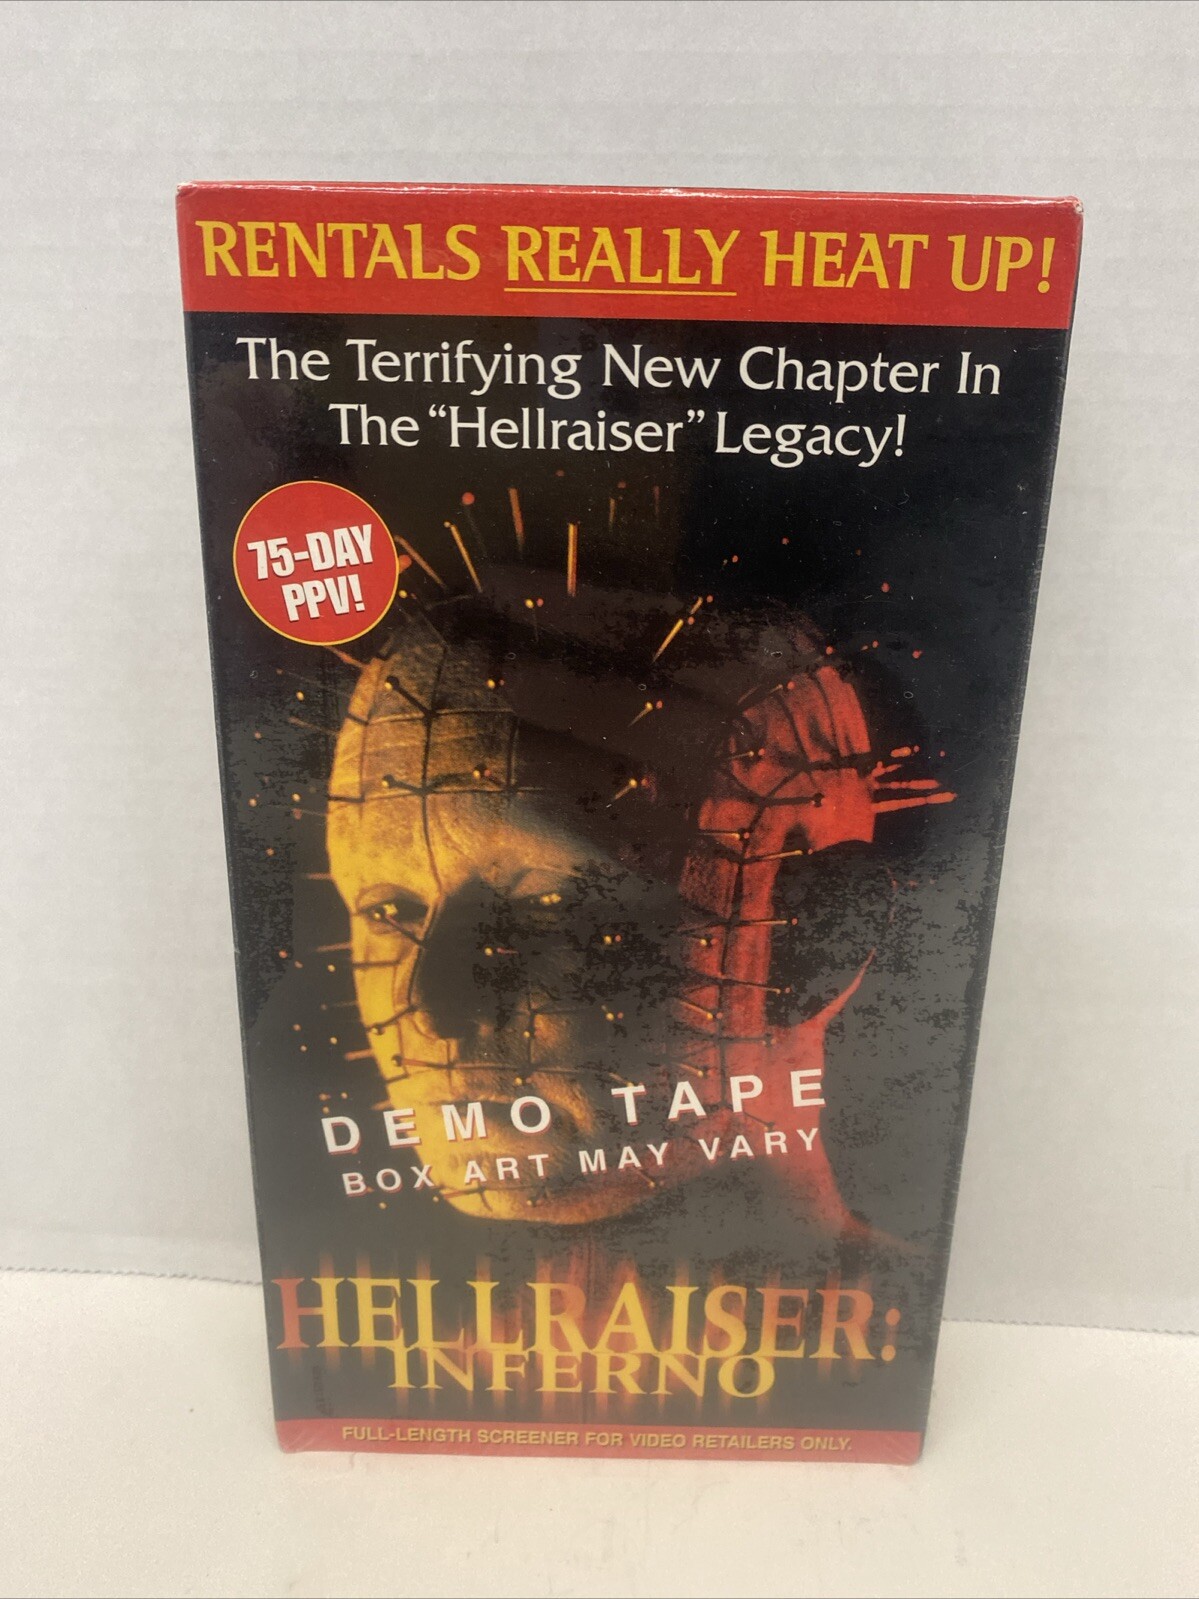 RENTALS REALLY HEAT UP!
The Terrifying New Chapter In
The “Hellraiser” Legacy!
75-DAY
PPV!
DEMO TAPE
BOX ART MAY VARY
HELLRAISER:
INFERNO
FULL-LENGTH SCREENER FOR VIDEO RETAILERS ONLY.